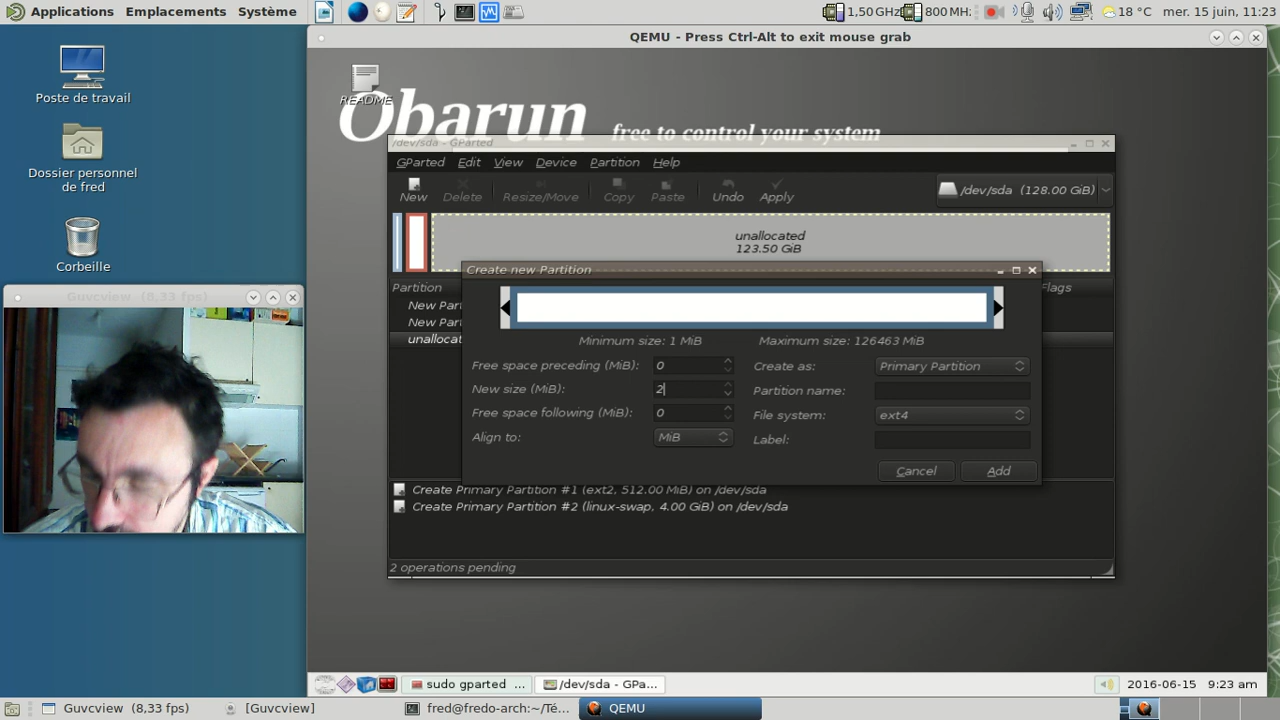 Applications Emplacements Système
1,50 GHz 800 MHz 18 °C mer. 15 juin, 11:23
QEMU - Press Ctrl-Alt to exit mouse grab
Poste de travail
Dossier personnel
de fred
Corbeille
README
Obarun free to control your system
/dev/sda - GParted
GParted Edit View Device Partition Help
New Delete Resize/Move Copy Paste Undo Apply
/dev/sda (128.00 GiB)
unallocated
123.50 GiB
Partition
Flags
New Part
New Part
unallocat
Create new Partition
Minimum size: 1 MiB Maximum size: 126463 MiB
Free space preceding (MiB): 0 Create as: Primary Partition
New size (MiB): 2 Partition name:
Free space following (MiB): 0 File system: ext4
Align to: MiB Label:
Cancel Add
Create Primary Partition #1 (ext2, 512.00 MiB) on /dev/sda
Create Primary Partition #2 (linux-swap, 4.00 GiB) on /dev/sda
2 operations pending
Guvcview (8,33 fps)
sudo gparted ... /dev/sda - GPa... 2016-06-15 9:23 am
Guvcview (8,33 fps) [Guvcview] fred@fredo-arch:~/Té... QEMU